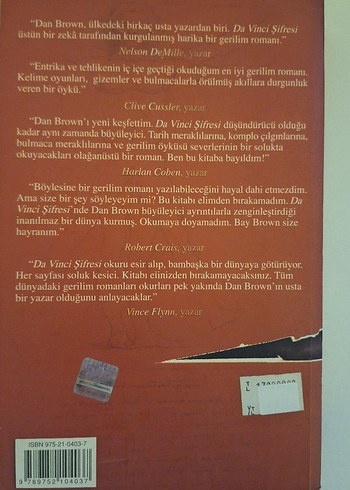 “Dan Brown, ülkedeki birkaç usta yazardan biri. Da Vinci Şifresi
üstün bir zekâ tarafından kurgulanmış harika bir gerilim romanı.”
Nelson DeMille, yazar
“Entrika ve tehlikenin iç içe geçtiği okuduğum en iyi gerilim romanı.
Kelime oyunları, gizemler ve bulmacalarla örülmüş akıllara durgunluk
veren bir öykü.”
Clive Cussler, yazar
“Dan Brown’ı yeni keşfettim. Da Vinci Şifresi düşündürücü olduğu
kadar aynı zamanda büyüleyici. Tarih meraklılarına, komplo çılgınlarına,
bulmaca meraklılarına ve gerilim öyküsü severlerinin bir solukta
okuyacakları olağanüstü bir roman. Ben bu kitaba bayıldım!”
Harlan Coben, yazar
“Böylesine bir gerilim romanı yazılabileceğini hayal dahi etmezdim.
Ama size bir şey söyleyeyim mi? Bu kitabı elimden bırakamadım. Da
Vinci Şifresi’nde Dan Brown büyüleyici ayrıntılarla zenginleştirdiği
inanılmaz bir dünya kurmuş. Okumaya doyamadım. Bay Brown size
hayranım.”
Robert Crais, yazar
“Da Vinci Şifresi okuru esir alıp, bambaşka bir dünyaya götürüyor.
Her sayfası soluk kesici. Kitabı elinizden bırakamayacaksınız. Tüm
dünyadaki gerilim romanları okurları pek yakında Dan Brown’ın usta
bir yazar olduğunu anlayacaklar.”
Vince Flynn, yazar
ISBN 975-21-0403-7
9 789752 104037